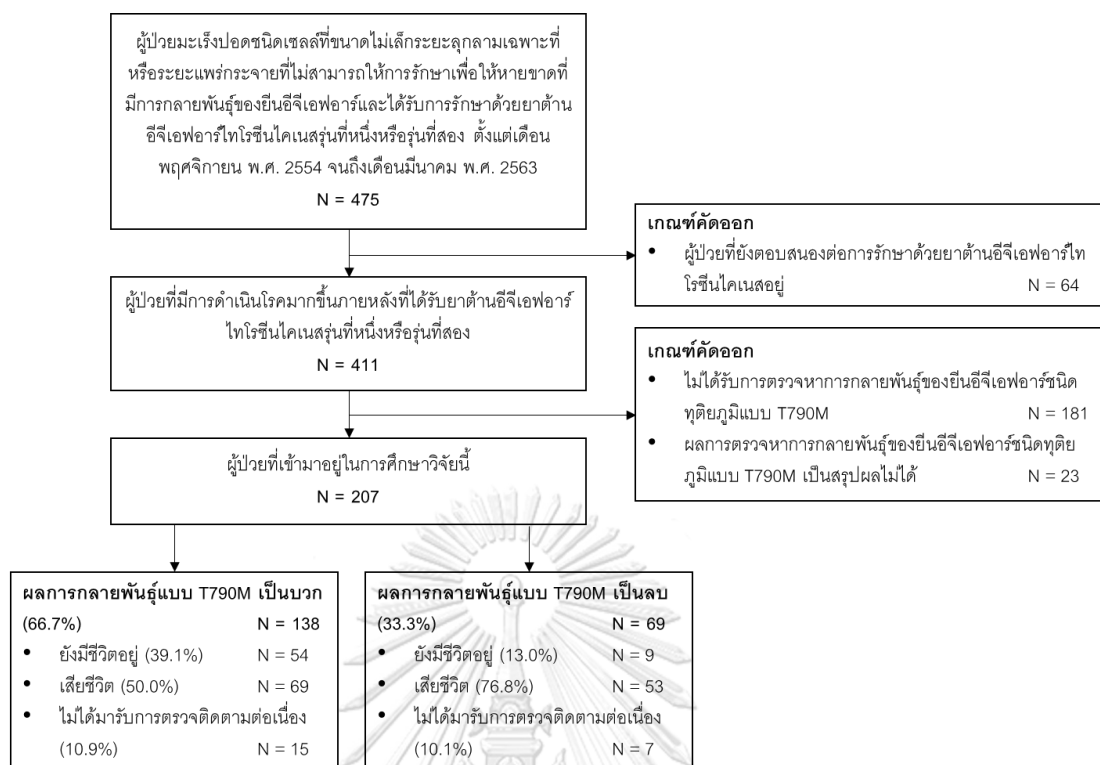 ผู้ป่วยมะเร็งปอดชนิดเซลล์ที่ขนาดไม่เล็กระยะลุกลามเฉพาะที่
หรือระยะแพร่กระจายที่ไม่สามารถให้การรักษาเพื่อให้หายขาดที่
มีการกลายพันธุ์ของยีนอีจีเอฟอาร์และได้รับการรักษาด้วยยาต้าน
อีจีเอฟอาร์ไทโรซีนไคเนสรุ่นที่หนึ่งหรือรุ่นที่สอง ตั้งแต่เดือน
พฤศจิกายน พ.ศ. 2554 จนถึงเดือนมีนาคม พ.ศ. 2563
N = 475
เกณฑ์คัดออก
• ผู้ป่วยที่ยังตอบสนองต่อการรักษาด้วยยาต้านอีจีเอฟอาร์ไท
โรซีนไคเนสอยู่ N = 64
ผู้ป่วยที่มีการดำเนินโรคมากขึ้นภายหลังที่ได้รับยาต้านอีจีเอฟอาร์
ไทโรซีนไคเนสรุ่นที่หนึ่งหรือรุ่นที่สอง
N = 411
เกณฑ์คัดออก
• ไม่ได้รับการตรวจหาการกลายพันธุ์ของยีนอีจีเอฟอาร์ชนิด
ทุติยภูมิแบบ T790M N = 181
• ผลการตรวจหาการกลายพันธุ์ของยีนอีจีเอฟอาร์ชนิดทุติย
ภูมิแบบ T790M เป็นสรุปผลไม่ได้ N = 23
ผู้ป่วยที่เข้ามาอยู่ในการศึกษาวิจัยนี้
N = 207
ผลการกลายพันธุ์แบบ T790M เป็นบวก
(66.7%) N = 138
• ยังมีชีวิตอยู่ (39.1%) N = 54
• เสียชีวิต (50.0%) N = 69
• ไม่ได้มารับการตรวจติดตามต่อเนื่อง
(10.9%) N = 15
ผลการกลายพันธุ์แบบ T790M เป็นลบ
(33.3%) N = 69
• ยังมีชีวิตอยู่ (13.0%) N = 9
• เสียชีวิต (76.8%) N = 53
• ไม่ได้มารับการตรวจติดตามต่อเนื่อง
(10.1%) N = 7